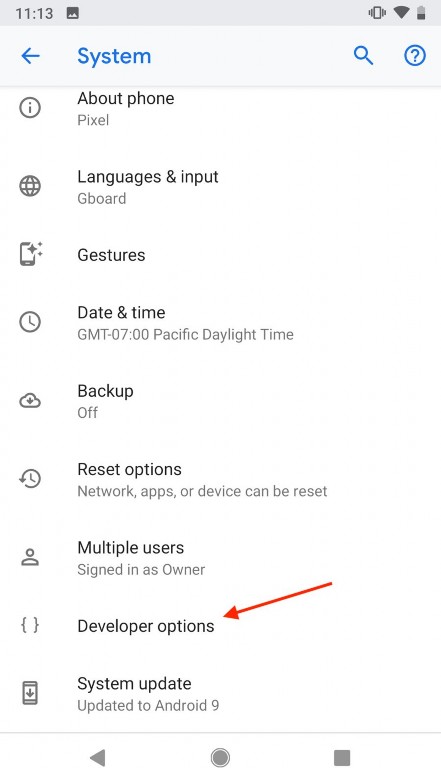 11:13
System
About phone
Pixel
Languages & input
Gboard
Gestures
Date & time
GMT-07:00 Pacific Daylight Time
Backup
Off
Reset options
Network, apps, or device can be reset
Multiple users
Signed in as Owner
Developer options
System update
Updated to Android 9